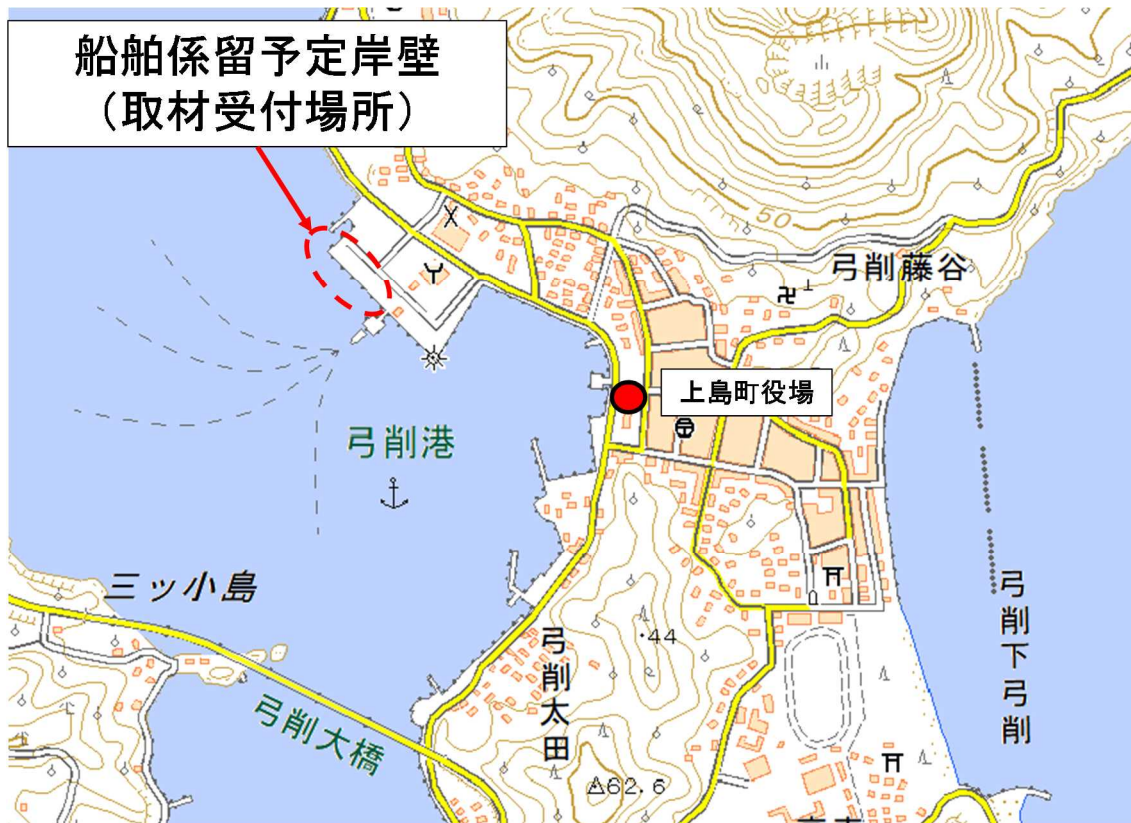 船舶係留予定岸壁
（取材受付場所）
50
弓削藤谷
上島町役場
弓削港
三ッ小島
弓削大橋
弓削太田
·44
62.6
弓削下弓削